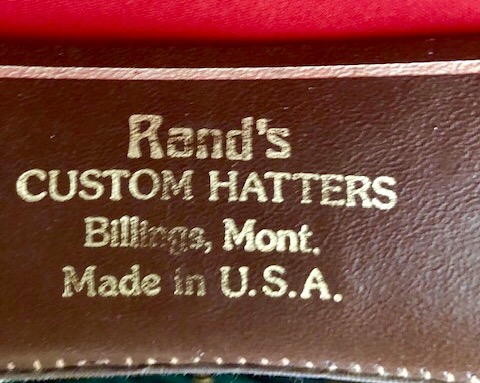 Rand's
CUSTOM HATTERS
Billings, Mont.
Made in U.S.A.